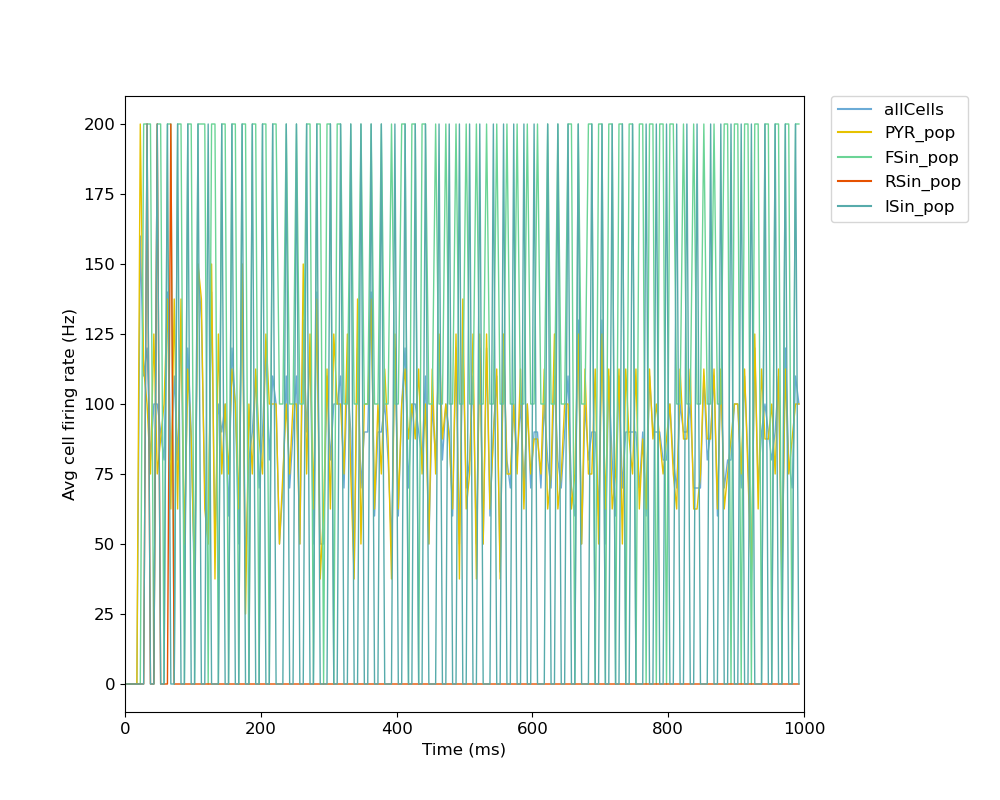 200
175
150
125
100
75
50
25
0
Avg cell firing rate (Hz)
0 200 400 600 800 1000
Time (ms)
allCells
PYR_pop
FSin_pop
RSin_pop
ISin_pop